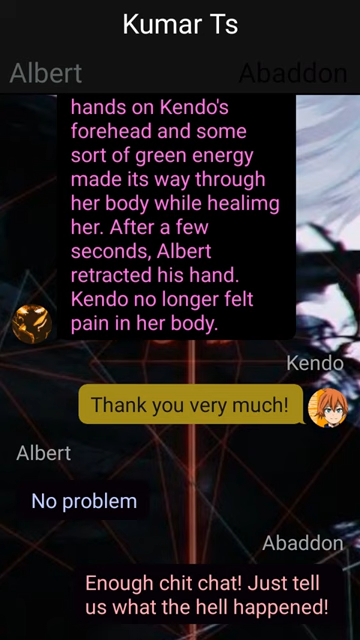 Kumar Ts
Albert
Abaddon
hands on Kendo's
forehead and some
sort of green energy
made its way through
her body while healimg
her. After a few
seconds, Albert
retracted his hand.
Kendo no longer felt
pain in her body.
Kendo
Thank you very much!
Albert
No problem
Abaddon
Enough chit chat! Just tell
us what the hell happened!